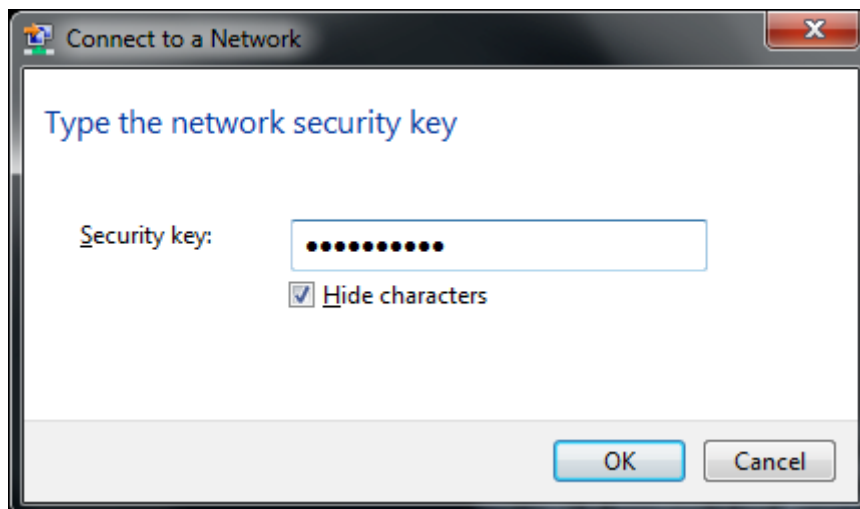 Connect to a Network
Type the network security key
Security key: ••••••••••
Hide characters
OK Cancel